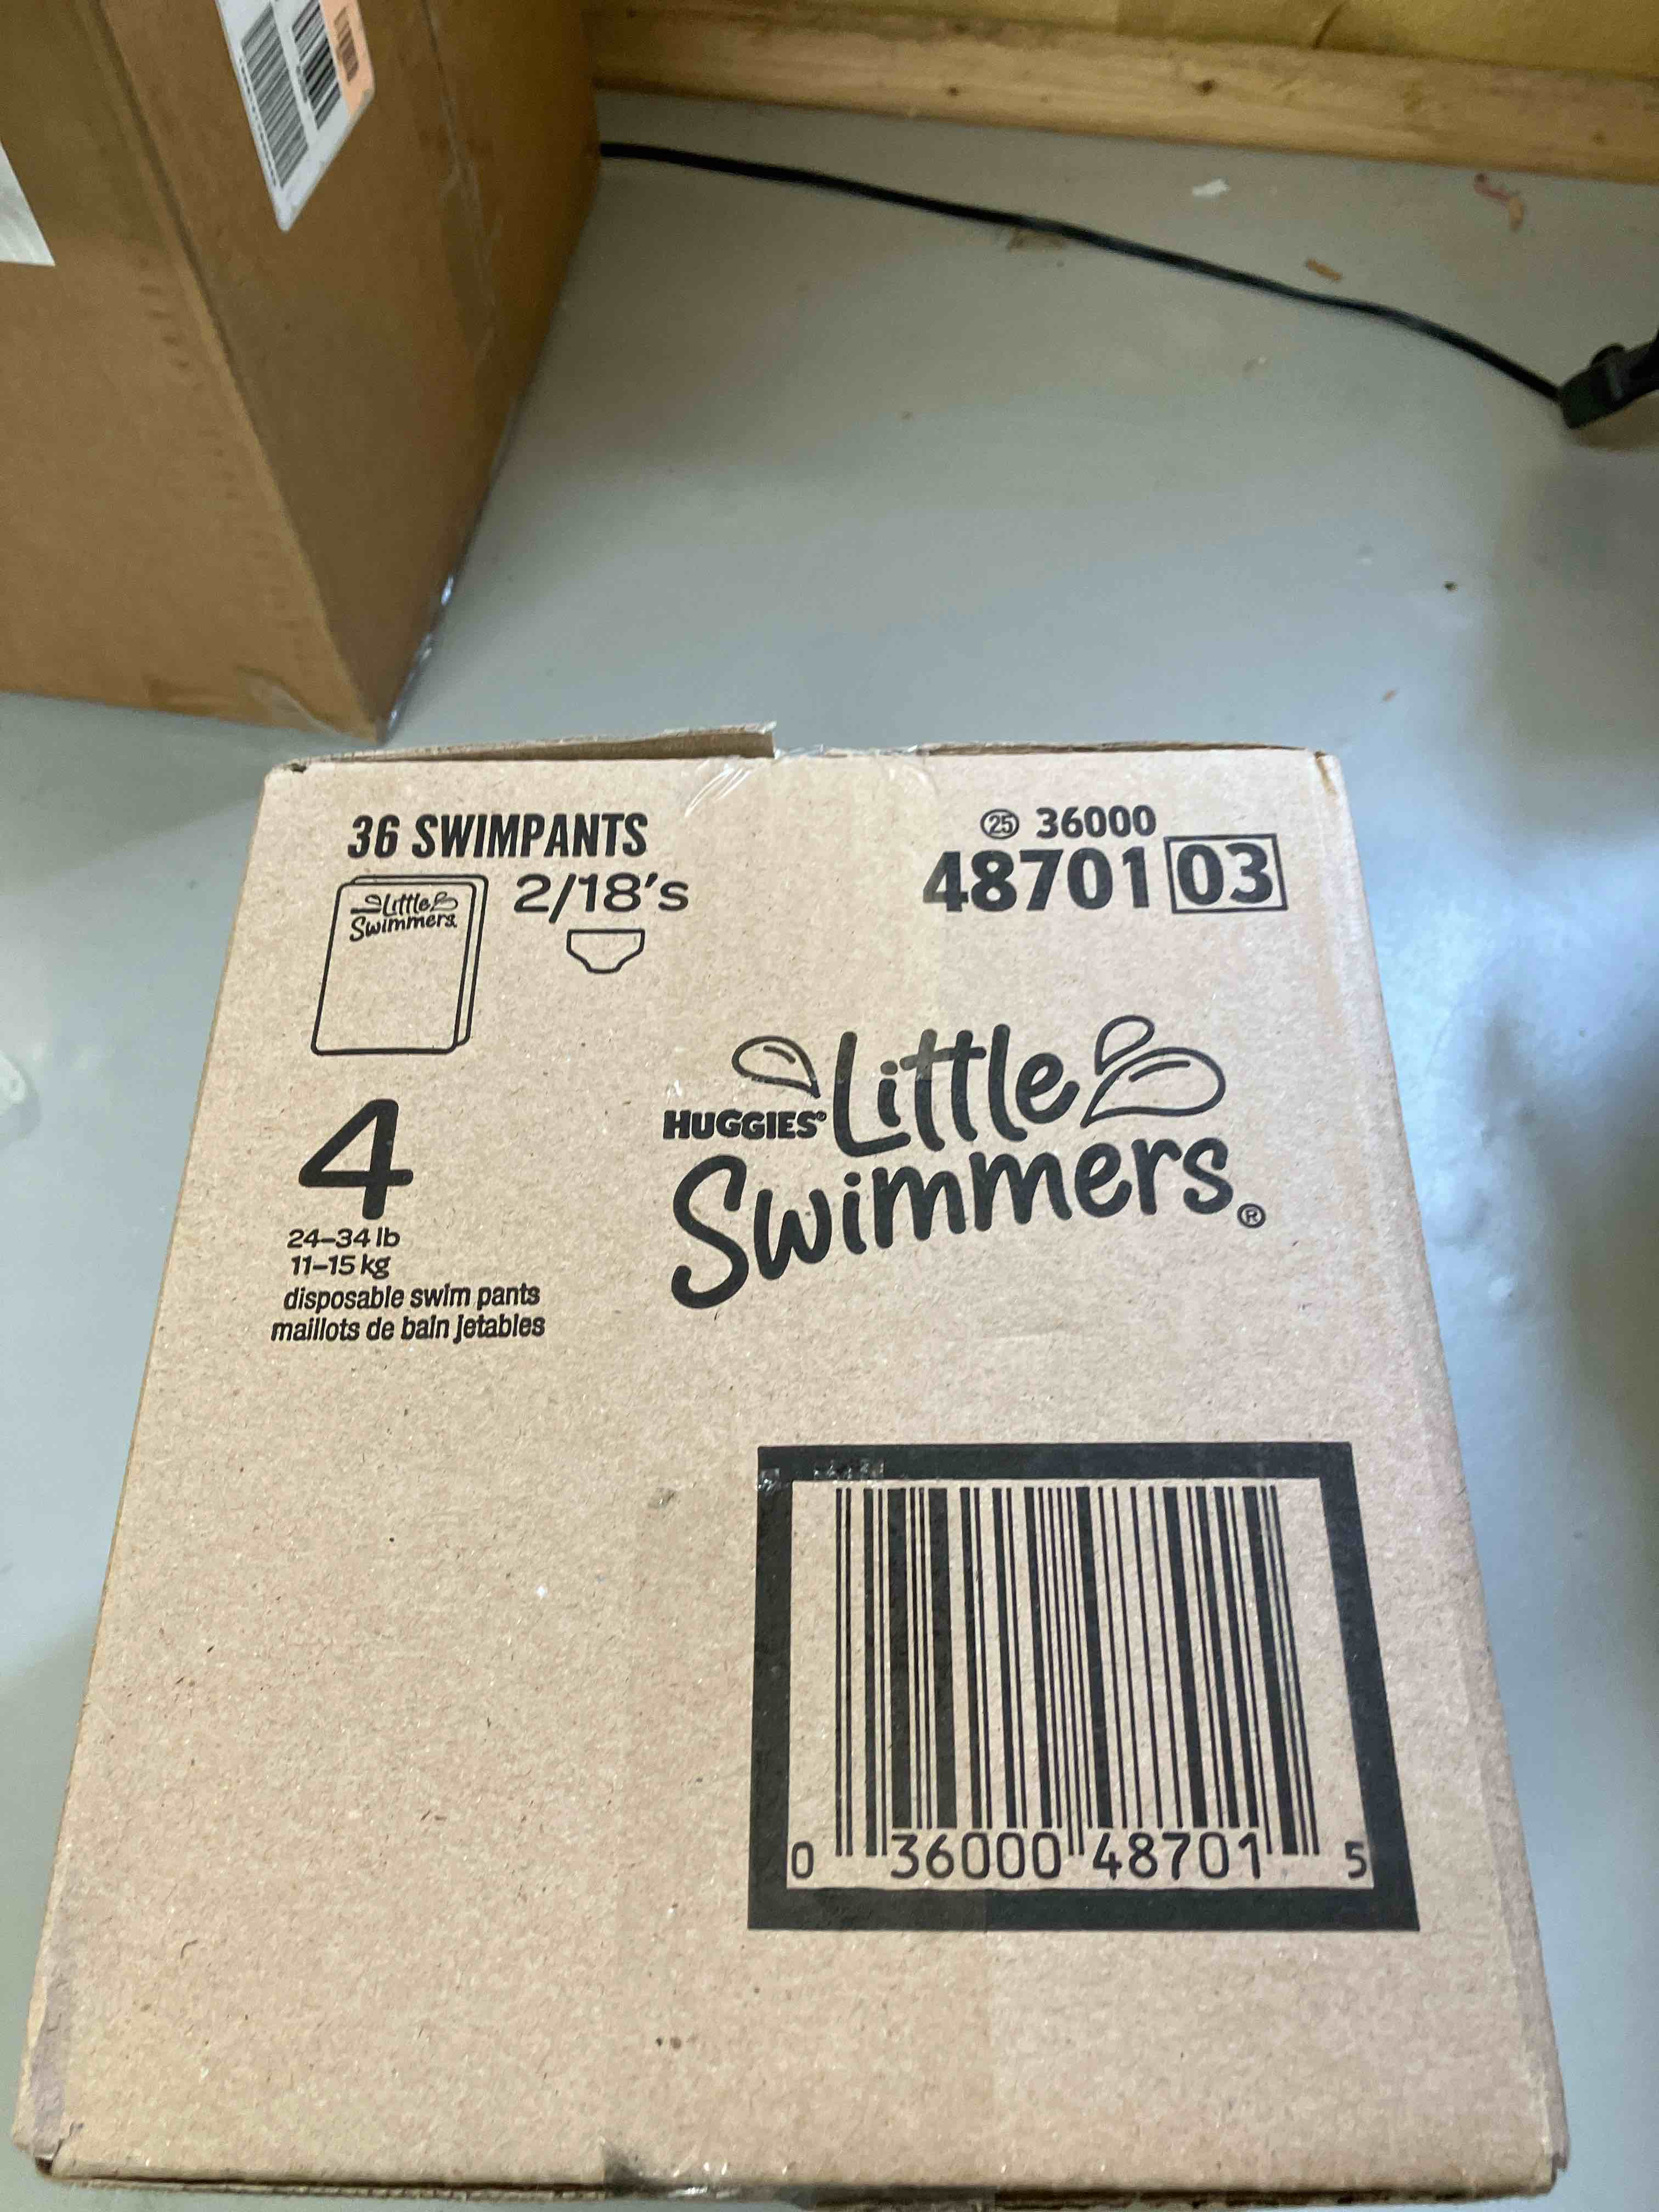 36 SWIMPANTS
Little
Swimmers
2/18's
25 36000
48701 03
4
24–34 lb
11–15 kg
disposable swim pants
maillots de bain jetables
HUGGIES® Little
Swimmers®
0 36000 48701 5